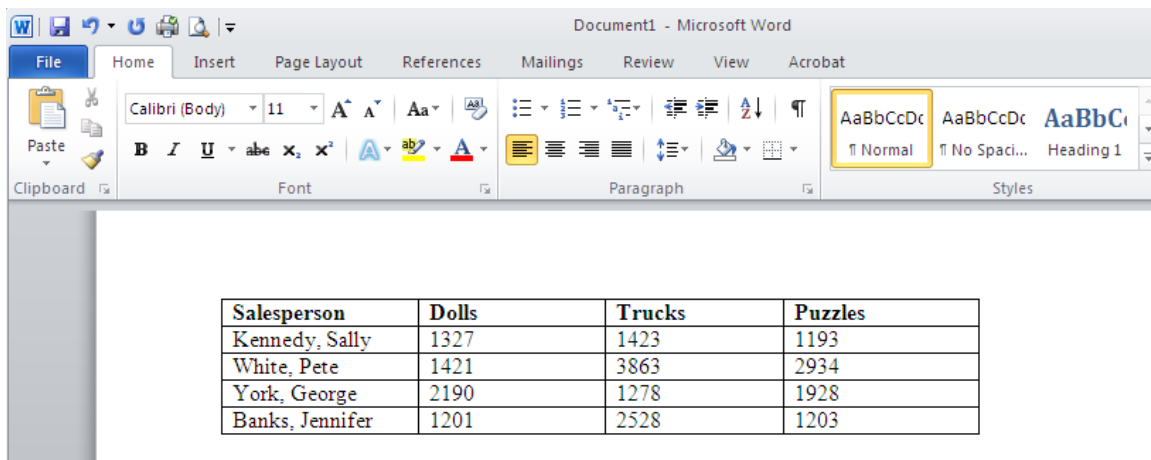 Document1 - Microsoft Word
File Home Insert Page Layout References Mailings Review View Acrobat
Calibri (Body) 11 A A Aa
AaBbCcDc AaBbCcDc AaBbC
Paste
B I U abc x₂ x² A ab A
¶ Normal ¶ No Spaci... Heading 1
Clipboard Font Paragraph Styles
Salesperson Dolls Trucks Puzzles
Kennedy, Sally 1327 1423 1193
White, Pete 1421 3863 2934
York, George 2190 1278 1928
Banks, Jennifer 1201 2528 1203